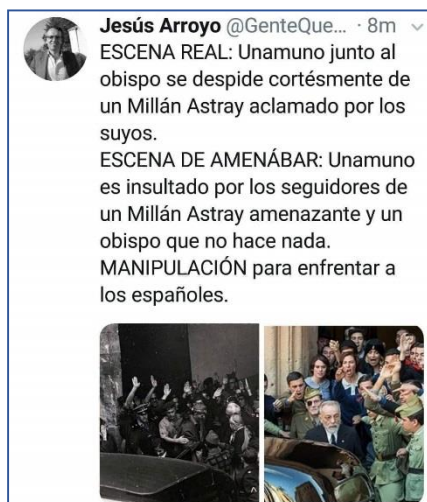 Jesús Arroyo @GenteQue... · 8m
ESCENA REAL: Unamuno junto al
obispo se despide cortésmente de
un Millán Astray aclamado por los
suyos.
ESCENA DE AMENÁBAR: Unamuno
es insultado por los seguidores de
un Millán Astray amenazante y un
obispo que no hace nada.
MANIPULACIÓN para enfrentar a
los españoles.